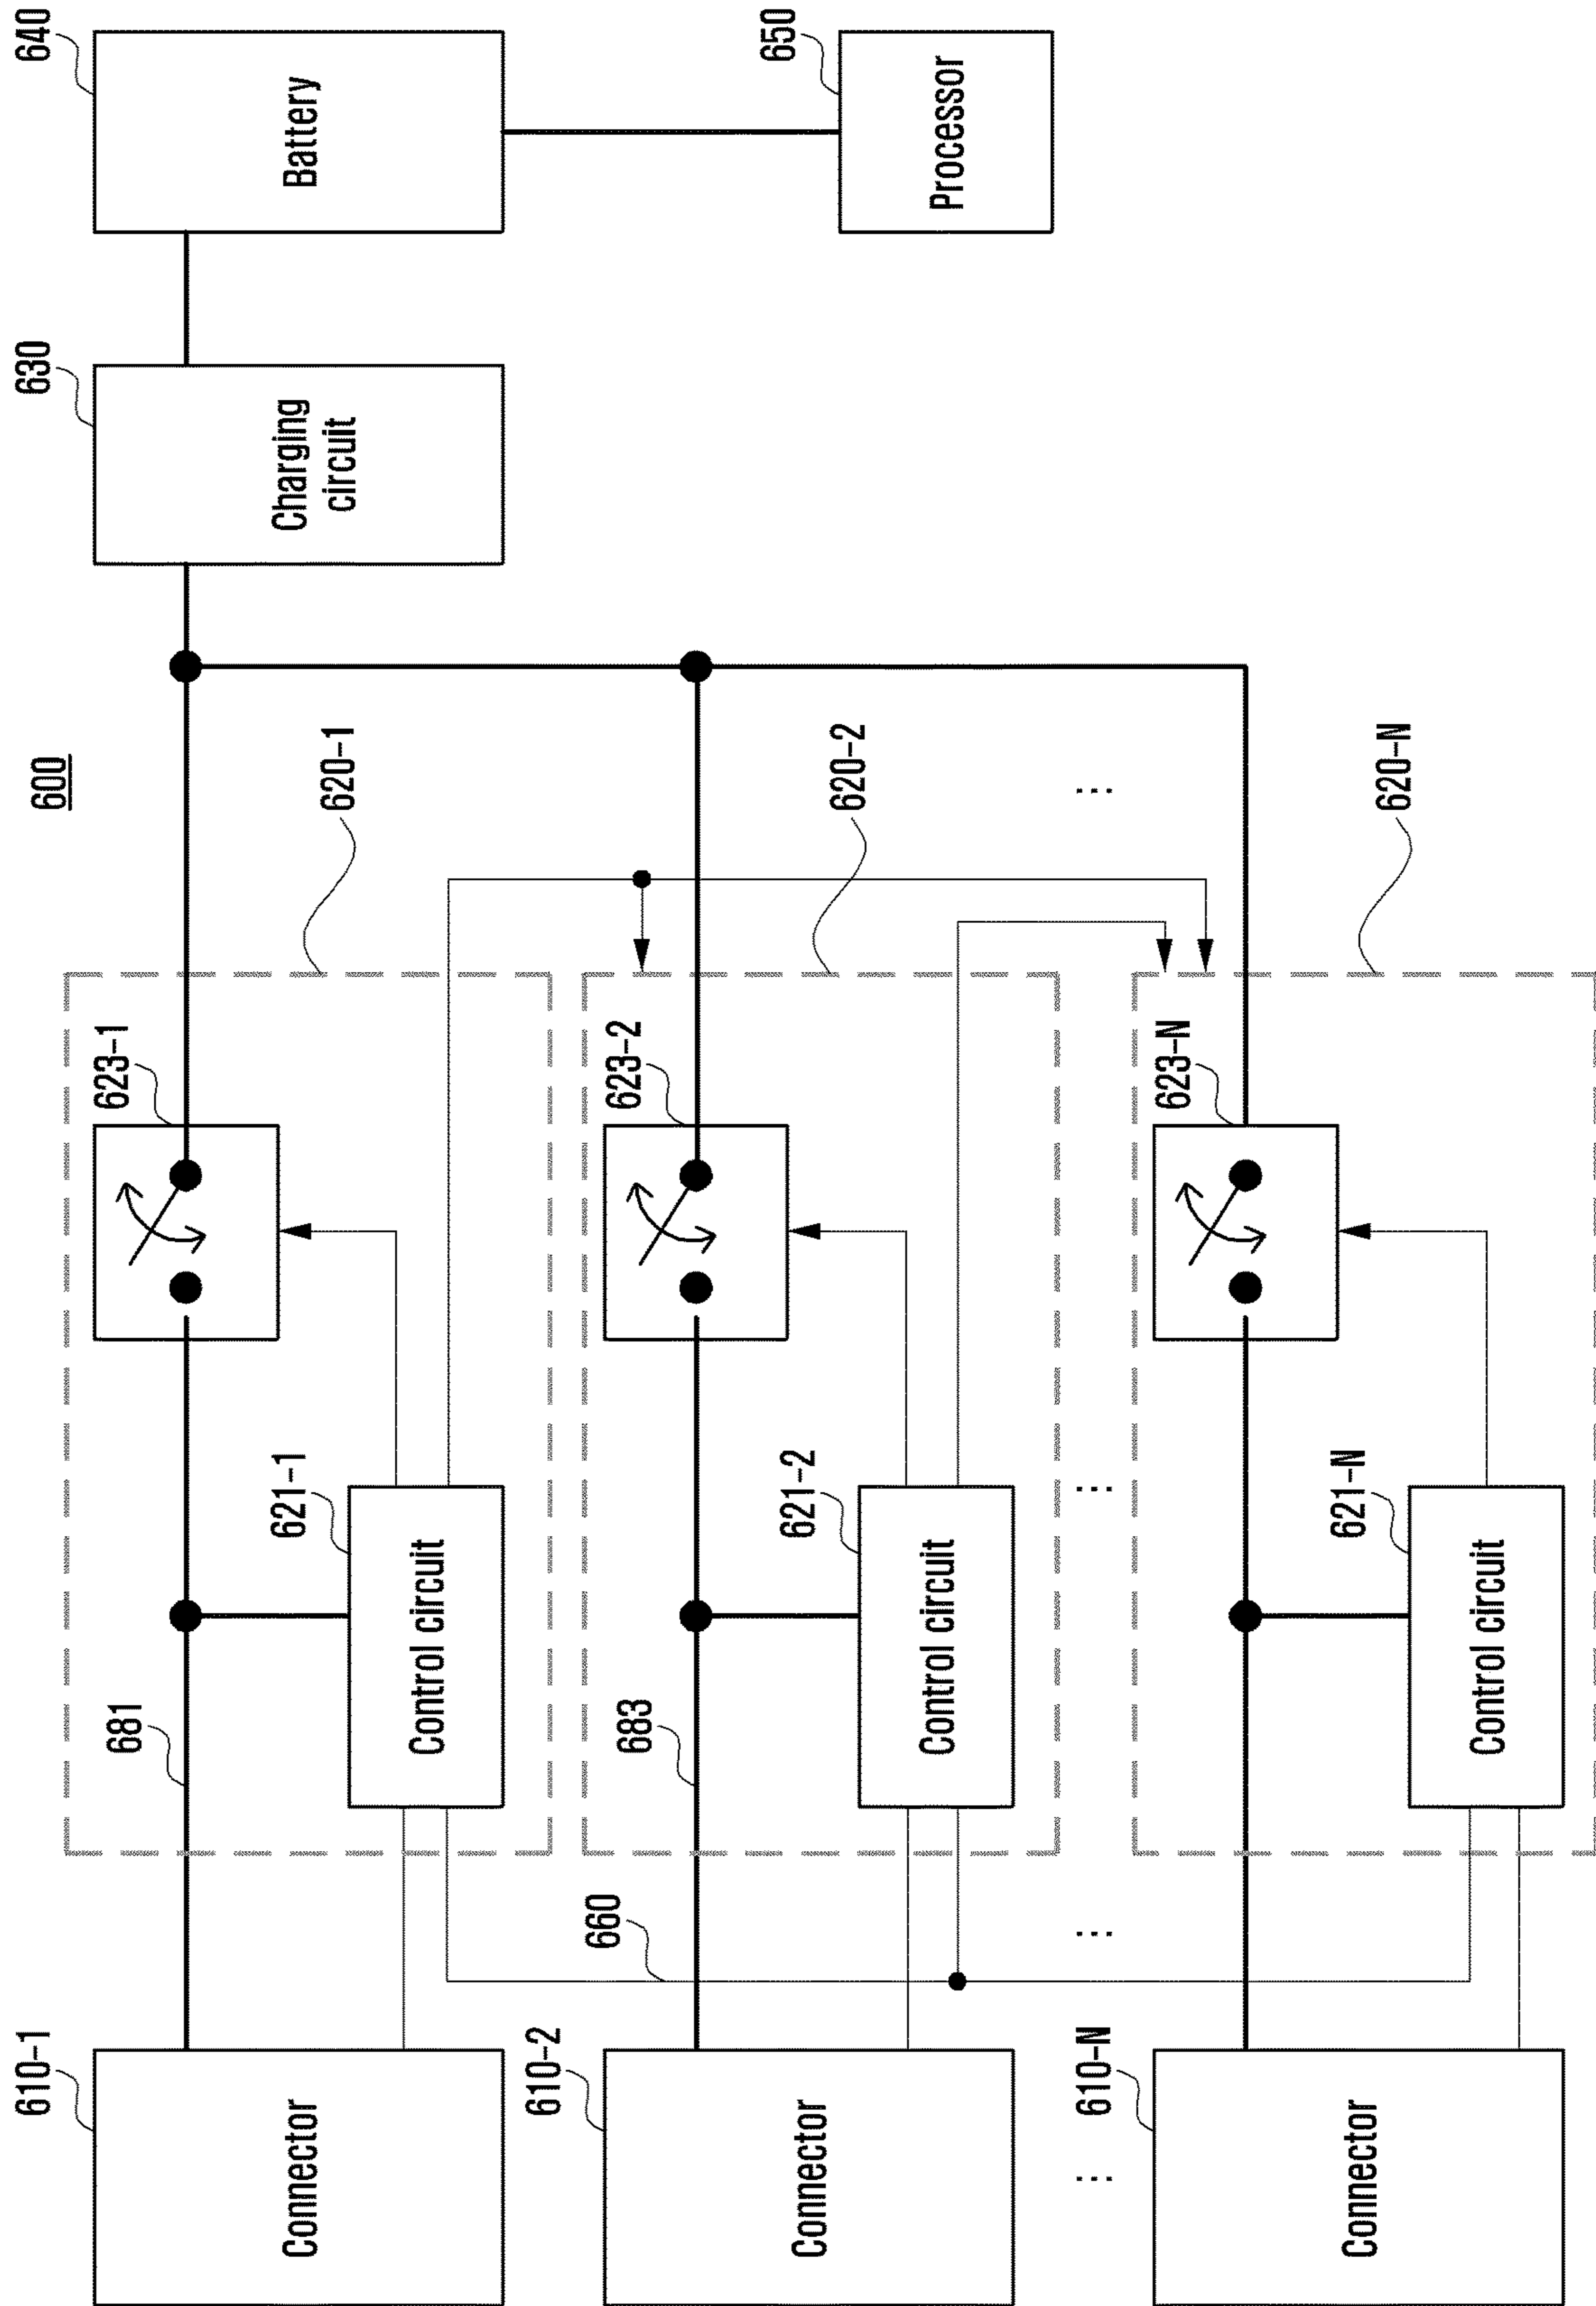 600
610-1
Connector
681
621-1
Control circuit
623-1
620-1
630
Charging
circuit
640
Battery
610-2
Connector
660
683
621-2
Control circuit
623-2
620-2
650
Processor
...
...
...
...
610-N
Connector
621-N
Control circuit
623-N
620-N